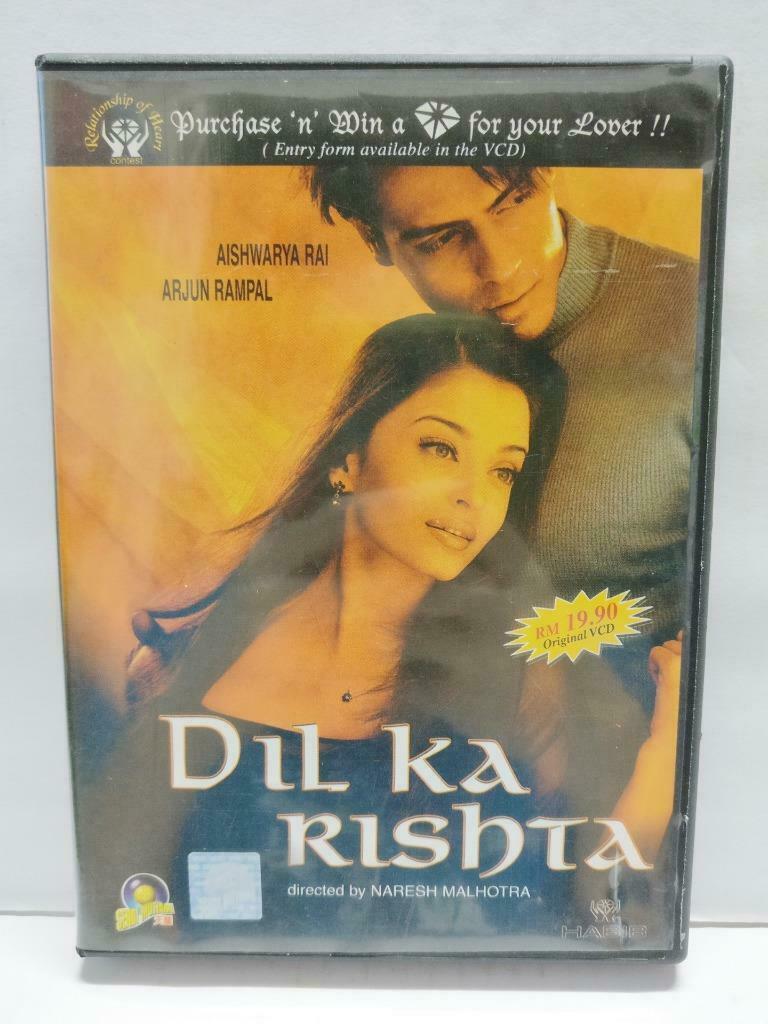 Relationship of Heart
contest
Purchase 'n' Win a for your Lover !!
( Entry form available in the VCD)
AISHWARYA RAI
ARJUN RAMPAL
RM 19.90
Original VCD
DIL KA
RISHTA
directed by NARESH MALHOTRA
HABIB